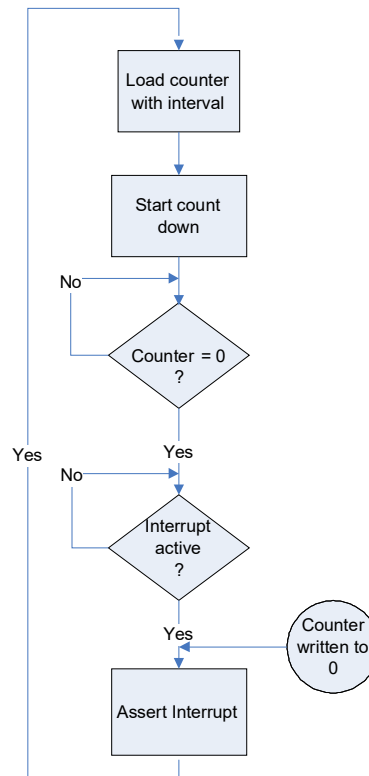 Load counter
with interval
Start count
down
No
Counter = 0
?
Yes
Yes
No
Interrupt
active
?
Yes
Counter
written to
0
Assert Interrupt